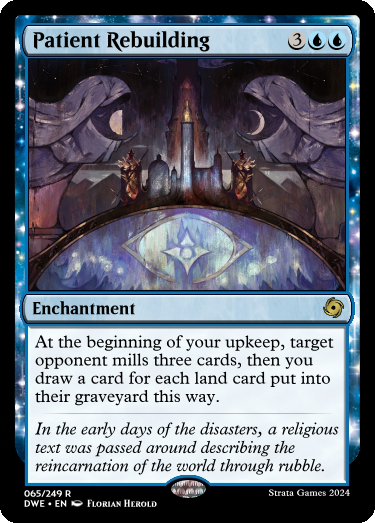 Patient Rebuilding 3
Enchantment
At the beginning of your upkeep, target
opponent mills three cards, then you
draw a card for each land card put into
their graveyard this way.
In the early days of the disasters, a religious
text was passed around describing the
reincarnation of the world through rubble.
065/249 R
DWE • EN Florian Herold
Strata Games 2024